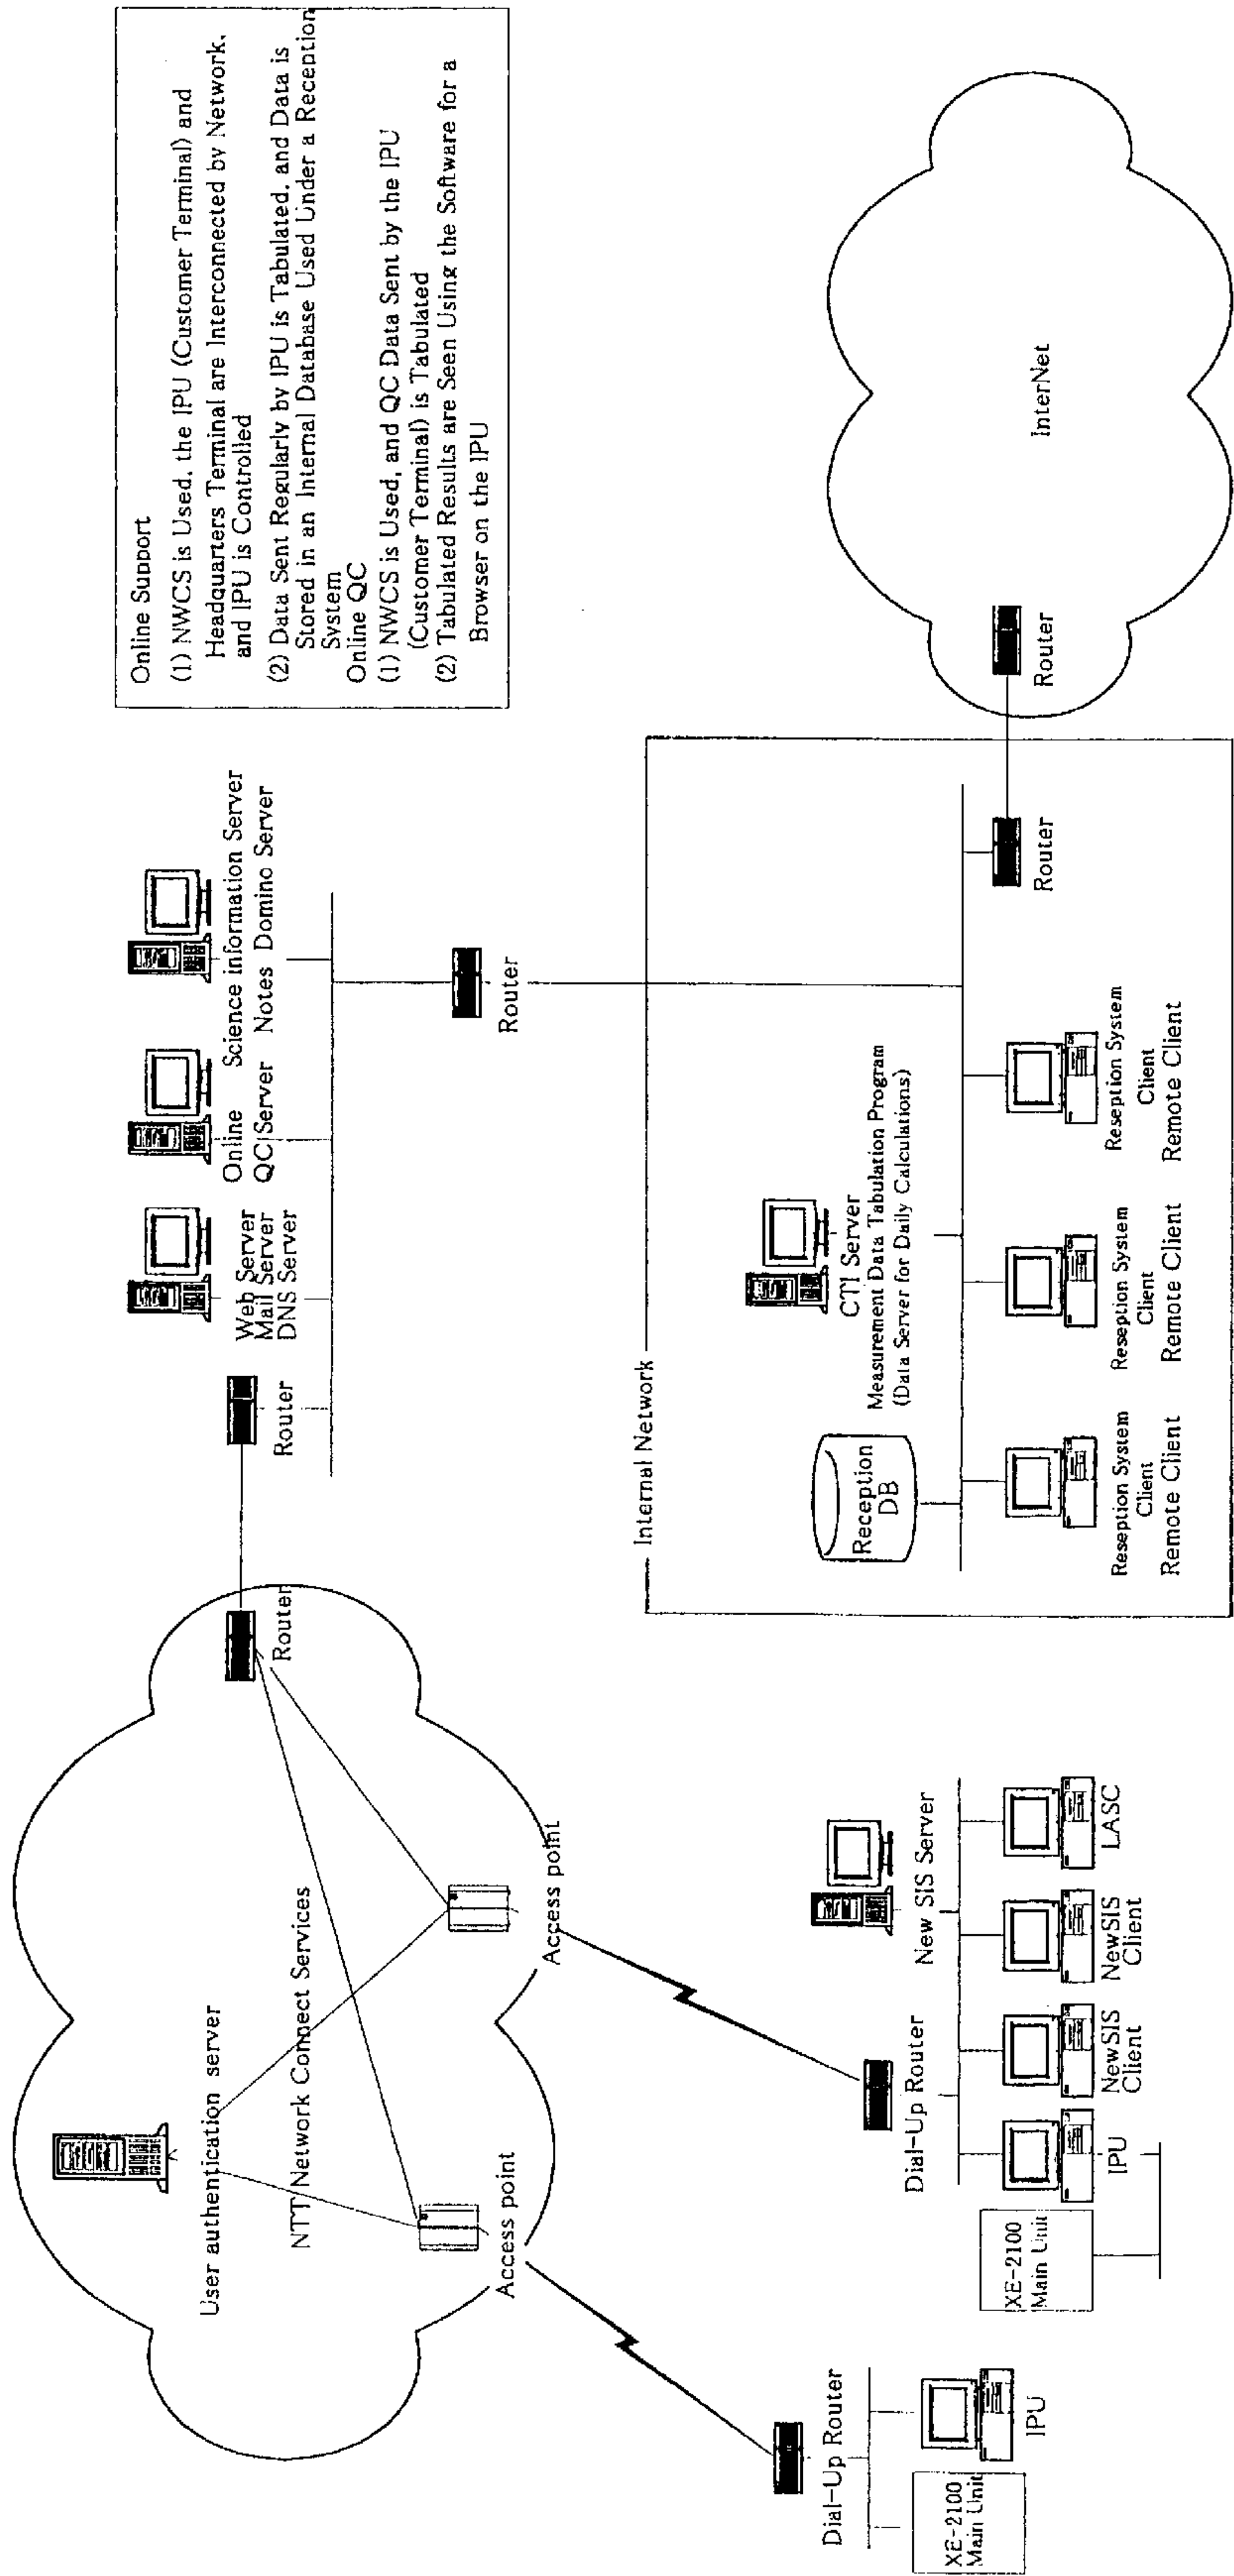 Online Support
(1) NWCS is Used, the IPU (Customer Terminal) and
Headquarters Terminal are Interconnected by Network,
and IPU is Controlled
(2) Data Sent Regularly by IPU is Tabulated, and Data is
Stored in an Internal Database Used Under a Reception
System
Online QC
(1) NWCS is Used, and QC Data Sent by the IPU
(Customer Terminal) is Tabulated
(2) Tabulated Results are Seen Using the Software for a
Browser on the IPU
User authentication server
NTT Network Connect Services
Access point
Access point
Router
Router
Web Server
Mail Server
DNS Server
Online
QC Server
Science information Server
Notes Domino Server
Router
Internal Network
Reception
DB
CTI Server
Measurement Data Tabulation Program
(Data Server for Daily Calculations)
Reseption System
Client
Remote Client
Reseption System
Client
Remote Client
Reseption System
Client
Remote Client
Router
Router
InterNet
Dial-Up Router
XE-2100
Main Unit
IPU
Dial-Up Router
New SIS Server
XE-2100
Main Unit
IPU
NewSIS
Client
NewSIS
Client
LASC